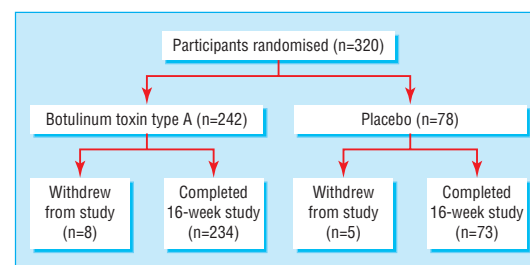 Participants randomised (n=320)
Botulinum toxin type A (n=242)
Placebo (n=78)
Withdrew
from study
(n=8)
Completed
16-week study
(n=234)
Withdrew
from study
(n=5)
Completed
16-week study
(n=73)